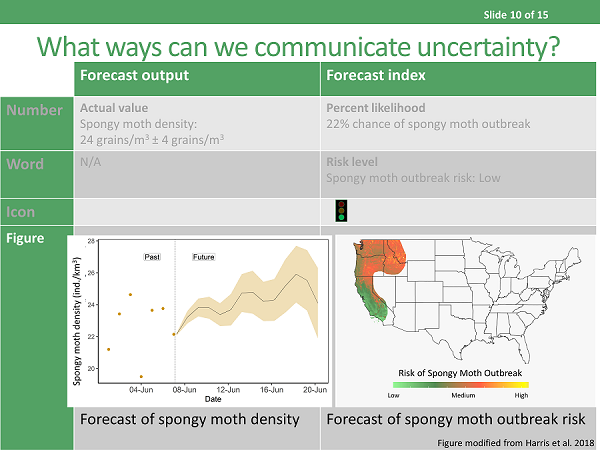 Slide 10 of 15
What ways can we communicate uncertainty?
Forecast output
Forecast index
Number
Actual value
Spongy moth density:
24 grains/m³ ± 4 grains/m³
Percent likelihood
22% chance of spongy moth outbreak
Word
N/A
Risk level
Spongy moth outbreak risk: Low
Icon
Figure
Spongy moth density (ind./km³)
28
26
24
22
20
Past
Future
04-Jun
08-Jun
12-Jun
16-Jun
20-Jun
Date
Risk of Spongy Moth Outbreak
Low
Medium
High
Forecast of spongy moth density
Forecast of spongy moth outbreak risk
Figure modified from Harris et al. 2018